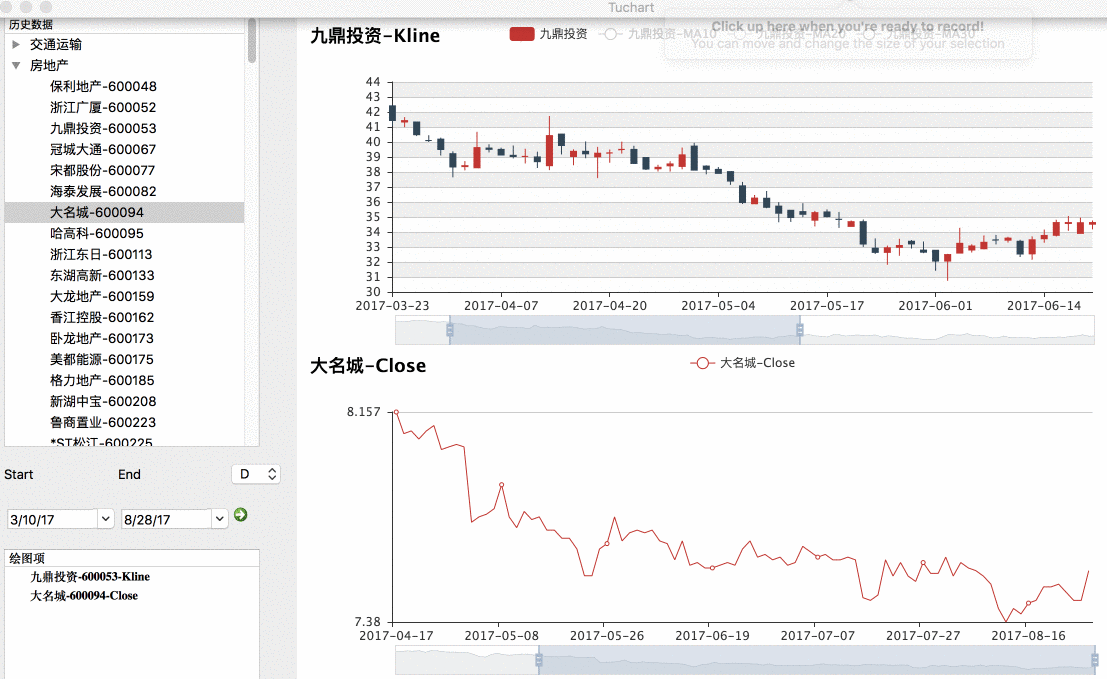 Tuchart
历史数据
交通运输
房地产
保利地产-600048
浙江广厦-600052
九鼎投资-600053
冠城大通-600067
宋都股份-600077
海泰发展-600082
大名城-600094
哈高科-600095
浙江东日-600113
东湖高新-600133
大龙地产-600159
香江控股-600162
卧龙地产-600173
美都能源-600175
格力地产-600185
新湖中宝-600208
鲁商置业-600223
*ST松江-600225
Start End D
3/10/17 8/28/17
绘图项
九鼎投资-600053-Kline
大名城-600094-Close
九鼎投资-Kline
九鼎投资 九鼎投资-MA10 九鼎投资-MA20 九鼎投资-MA30
Click up here when you're ready to record!
You can move and change the size of your selection
44
43
42
41
40
39
38
37
36
35
34
33
32
31
30
2017-03-23 2017-04-07 2017-04-20 2017-05-04 2017-05-17 2017-06-01 2017-06-14
大名城-Close
大名城-Close
8.157
7.38
2017-04-17 2017-05-08 2017-05-26 2017-06-19 2017-07-07 2017-07-27 2017-08-16